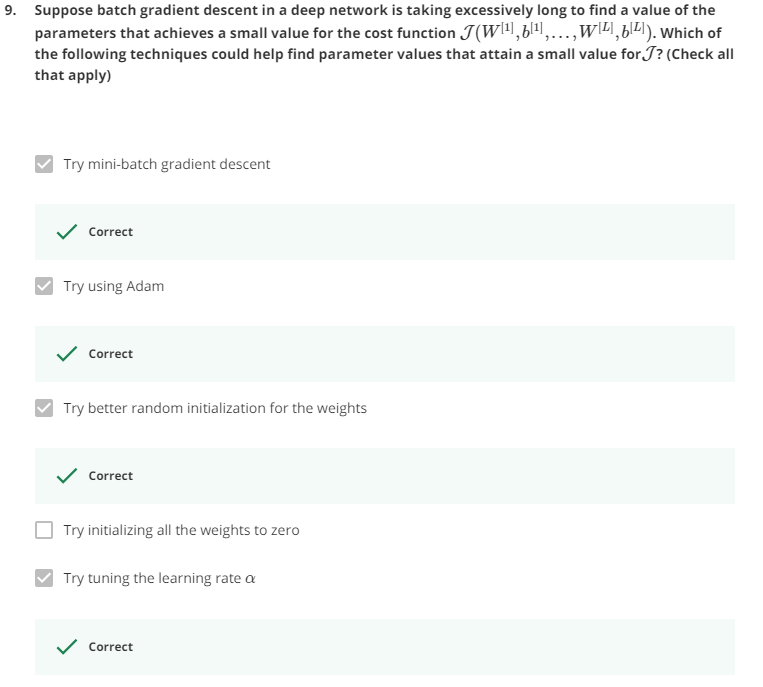 9. Suppose batch gradient descent in a deep network is taking excessively long to find a value of the
parameters that achieves a small value for the cost function 𝒥(W^[1], b^[1], …, W^[L], b^[L]). Which of
the following techniques could help find parameter values that attain a small value for 𝒥? (Check all
that apply)
Try mini-batch gradient descent
Correct
Try using Adam
Correct
Try better random initialization for the weights
Correct
Try initializing all the weights to zero
Try tuning the learning rate α
Correct